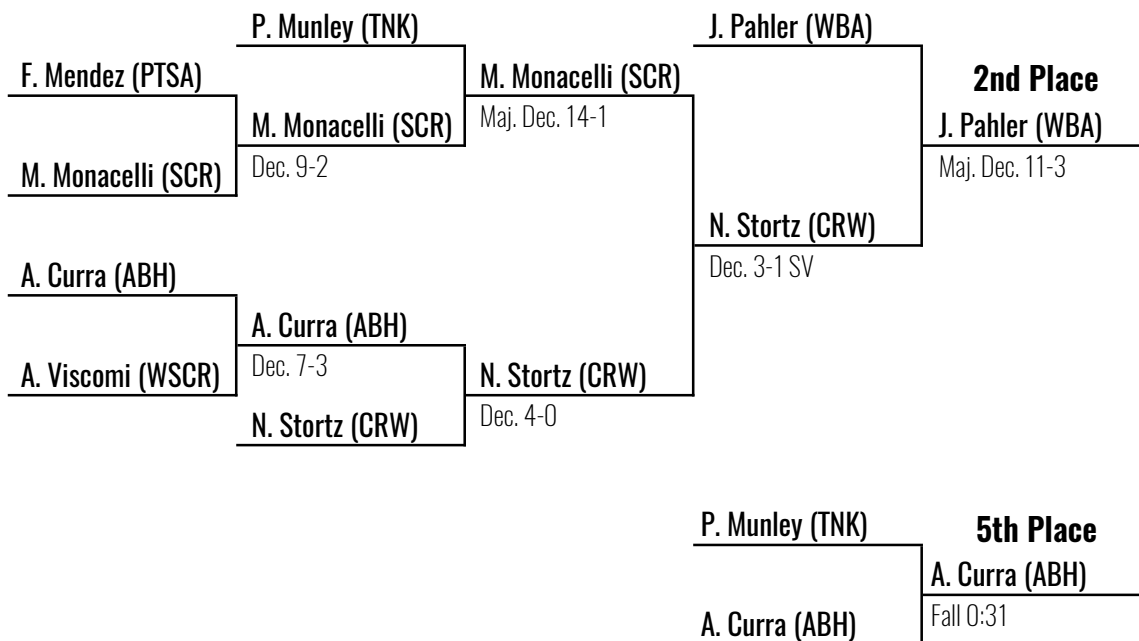 P. Munley (TNK)
J. Pahler (WBA)
F. Mendez (PTSA)
M. Monacelli (SCR)
2nd Place
Maj. Dec. 14-1
M. Monacelli (SCR)
J. Pahler (WBA)
Dec. 9-2
Maj. Dec. 11-3
M. Monacelli (SCR)
N. Stortz (CRW)
Dec. 3-1 SV
A. Curra (ABH)
A. Curra (ABH)
Dec. 7-3
A. Viscomi (WSCR)
N. Stortz (CRW)
Dec. 4-0
N. Stortz (CRW)
P. Munley (TNK)
5th Place
A. Curra (ABH)
Fall 0:31
A. Curra (ABH)